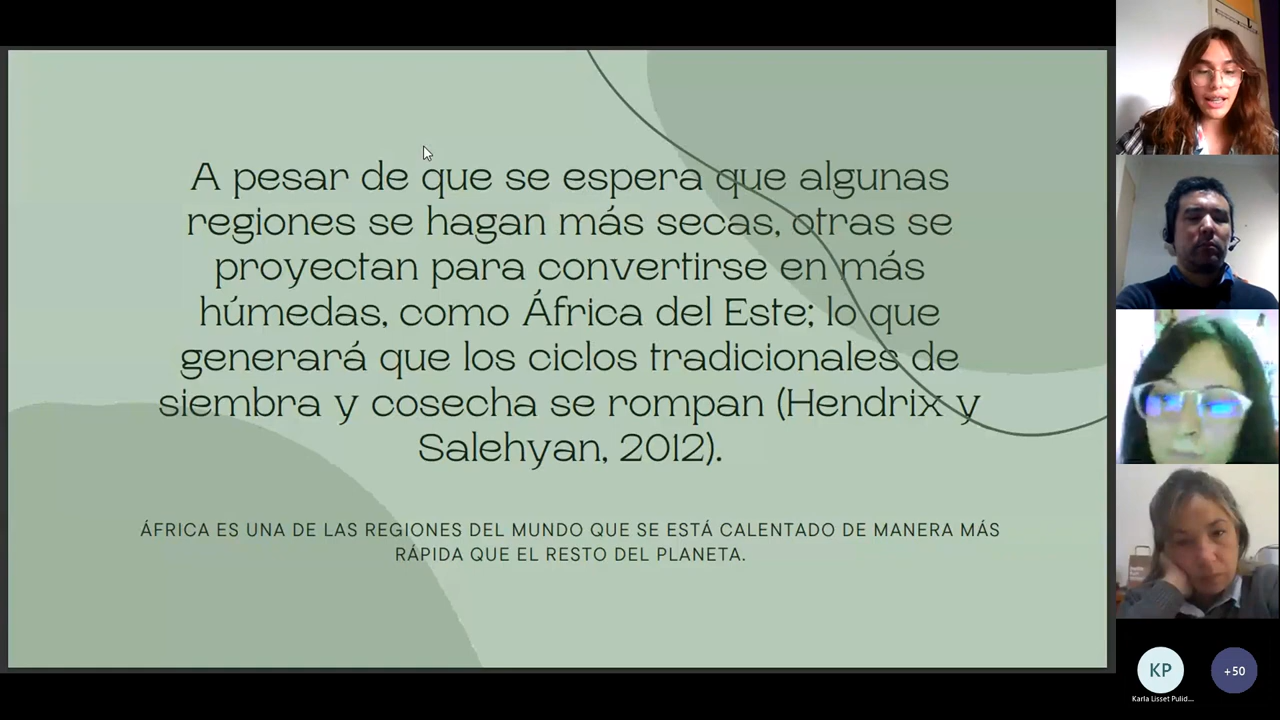 A pesar de que se espera que algunas
regiones se hagan más secas, otras se
proyectan para convertirse en más
húmedas, como África del Este; lo que
generará que los ciclos tradicionales de
siembra y cosecha se rompan (Hendrix y
Salehyan, 2012).
ÁFRICA ES UNA DE LAS REGIONES DEL MUNDO QUE SE ESTÁ CALENTADO DE MANERA MÁS
RÁPIDA QUE EL RESTO DEL PLANETA.
KP
+50
Karla Lisset Pulid...